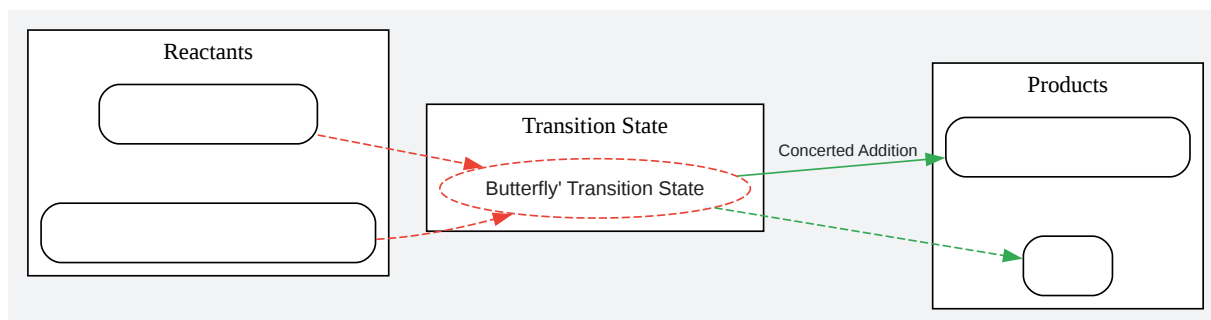 Reactants
Transition State
Butterfly' Transition State
Concerted Addition
Products